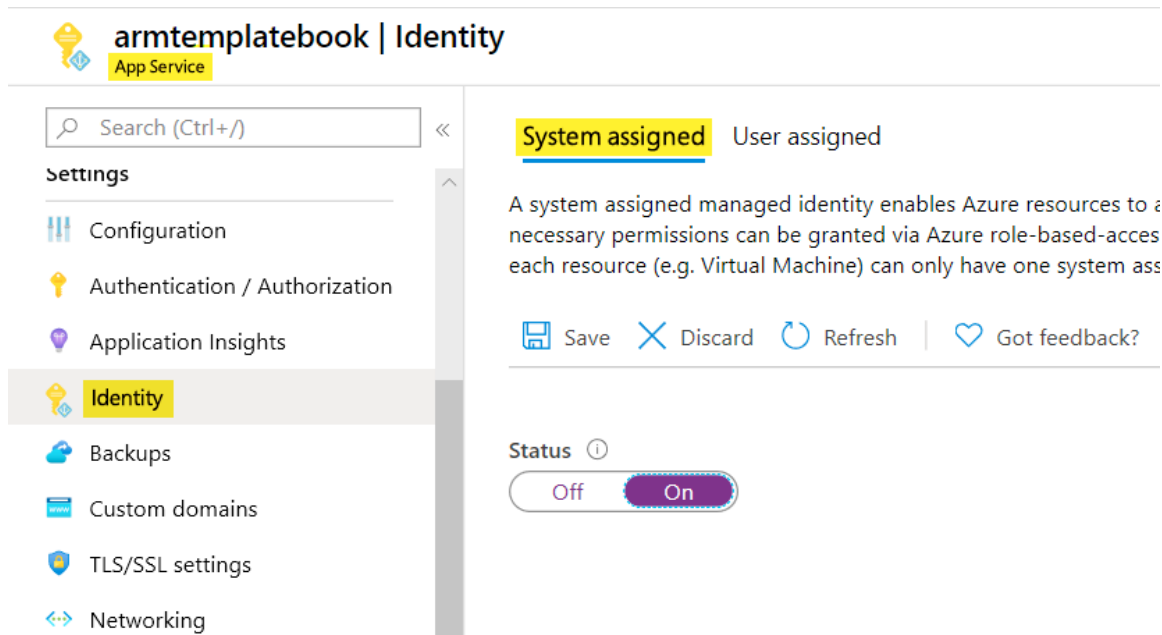 armtemplatebook | Identity
App Service
Search (Ctrl+/)
«
Settings
Configuration
Authentication / Authorization
Application Insights
Identity
Backups
Custom domains
TLS/SSL settings
Networking
System assigned User assigned
A system assigned managed identity enables Azure resources to a
necessary permissions can be granted via Azure role-based-acces
each resource (e.g. Virtual Machine) can only have one system ass
Save Discard Refresh Got feedback?
Status
Off On